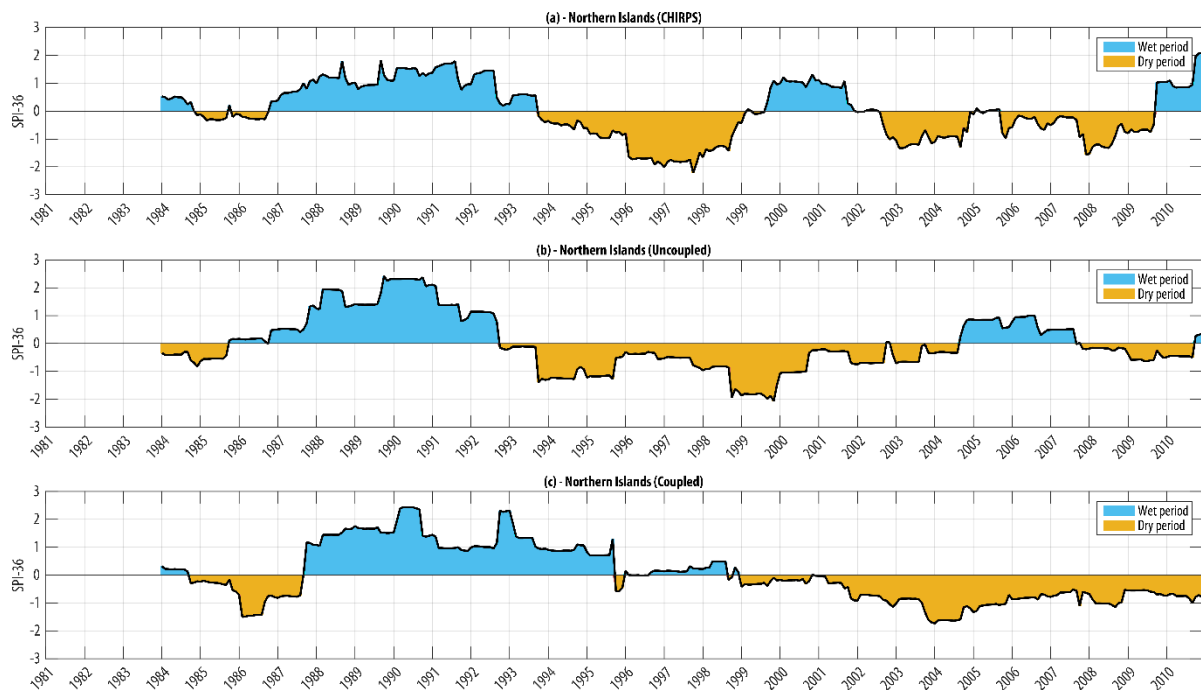 (a) - Northern Islands (CHIRPS)
3
2
1
0
-1
-2
-3
SPI-36
Wet period
Dry period
1981 1982 1983 1984 1985 1986 1987 1988 1989 1990 1991 1992 1993 1994 1995 1996 1997 1998 1999 2000 2001 2002 2003 2004 2005 2006 2007 2008 2009 2010
(b) - Northern Islands (Uncoupled)
3
2
1
0
-1
-2
-3
SPI-36
Wet period
Dry period
1981 1982 1983 1984 1985 1986 1987 1988 1989 1990 1991 1992 1993 1994 1995 1996 1997 1998 1999 2000 2001 2002 2003 2004 2005 2006 2007 2008 2009 2010
(c) - Northern Islands (Coupled)
3
2
1
0
-1
-2
-3
SPI-36
Wet period
Dry period
1981 1982 1983 1984 1985 1986 1987 1988 1989 1990 1991 1992 1993 1994 1995 1996 1997 1998 1999 2000 2001 2002 2003 2004 2005 2006 2007 2008 2009 2010